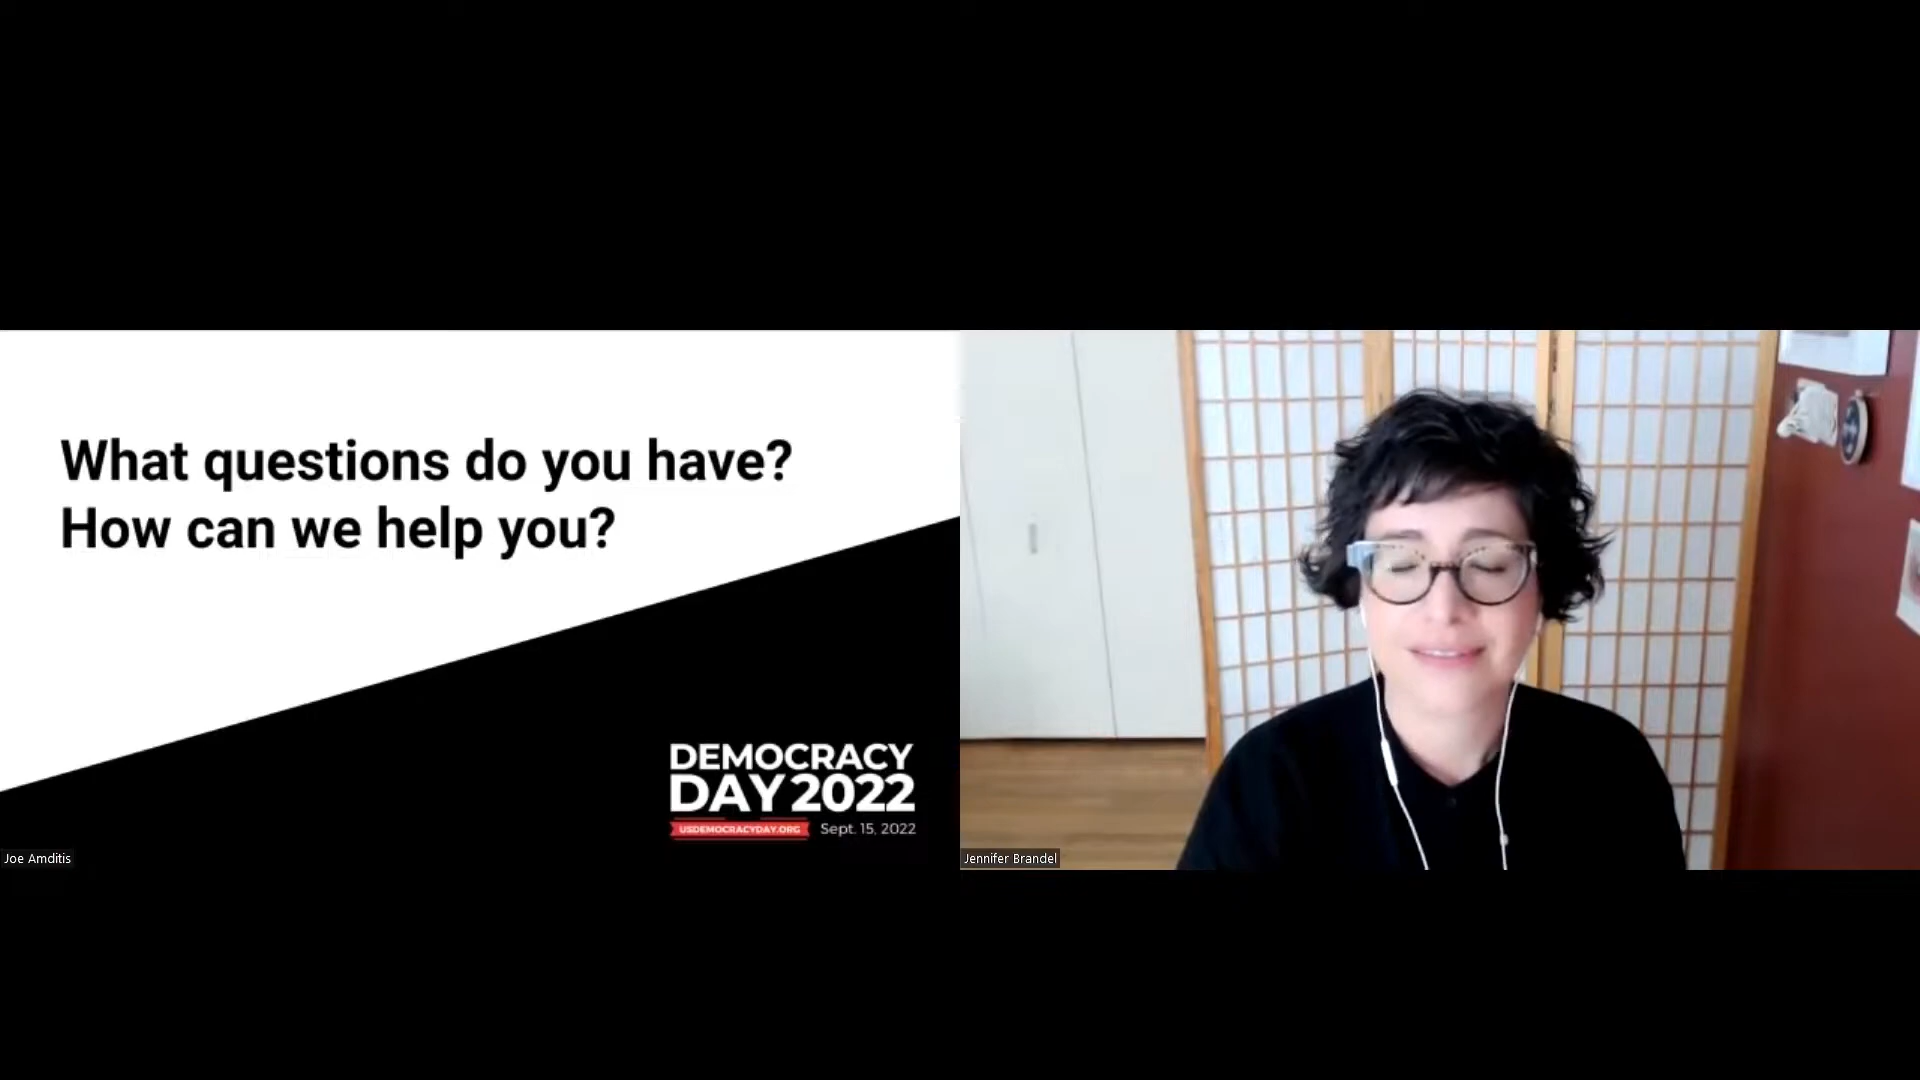 What questions do you have?
How can we help you?
DEMOCRACY
DAY 2022
USDEMOCRACYDAY.ORG
Sept. 15, 2022
Joe Amditis
Jennifer Brandel